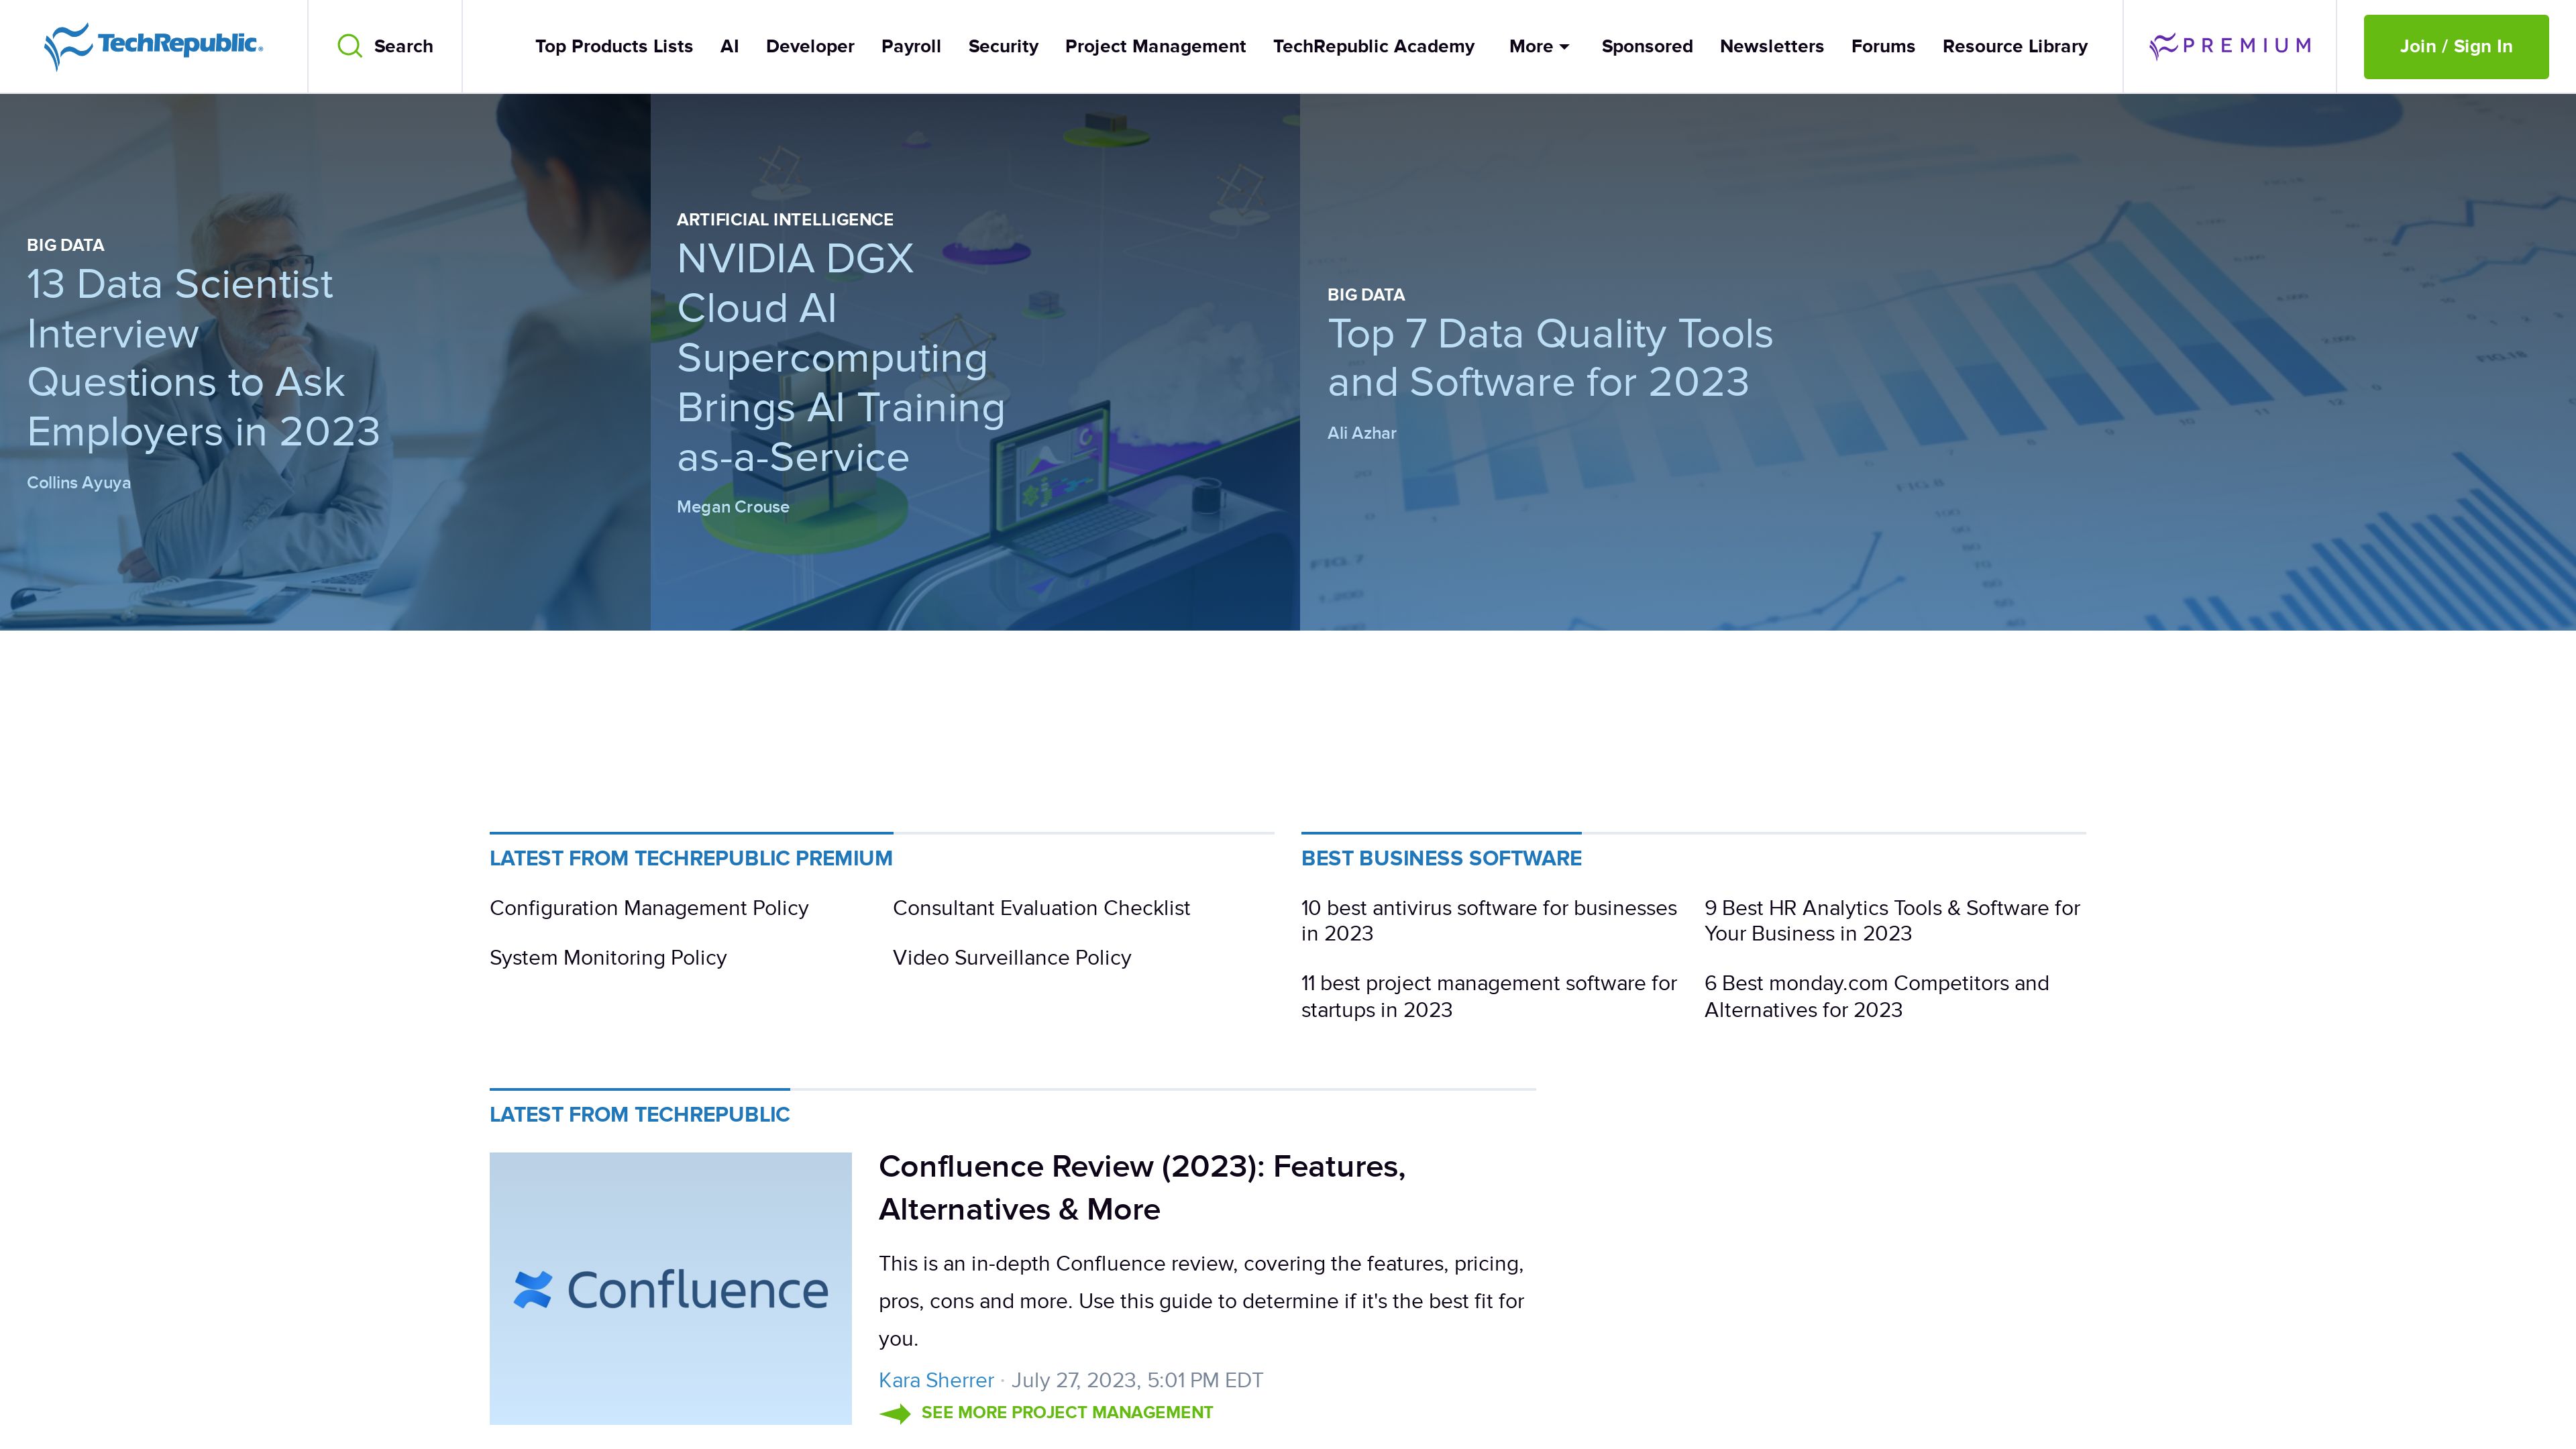 TechRepublic.
Search
Top Products Lists
AI
Developer
Payroll
Security
Project Management
TechRepublic Academy
More
Sponsored
Newsletters
Forums
Resource Library
PREMIUM
Join / Sign In
BIG DATA
13 Data Scientist
Interview
Questions to Ask
Employers in 2023
Collins Ayuya
ARTIFICIAL INTELLIGENCE
NVIDIA DGX
Cloud AI
Supercomputing
Brings AI Training
as-a-Service
Megan Crouse
BIG DATA
Top 7 Data Quality Tools
and Software for 2023
Ali Azhar
LATEST FROM TECHREPUBLIC PREMIUM
Configuration Management Policy
Consultant Evaluation Checklist
System Monitoring Policy
Video Surveillance Policy
BEST BUSINESS SOFTWARE
10 best antivirus software for businesses
in 2023
9 Best HR Analytics Tools & Software for
Your Business in 2023
11 best project management software for
startups in 2023
6 Best monday.com Competitors and
Alternatives for 2023
LATEST FROM TECHREPUBLIC
Confluence
Confluence Review (2023): Features,
Alternatives & More
This is an in-depth Confluence review, covering the features, pricing,
pros, cons and more. Use this guide to determine if it's the best fit for
you.
Kara Sherrer · July 27, 2023, 5:01 PM EDT
SEE MORE PROJECT MANAGEMENT